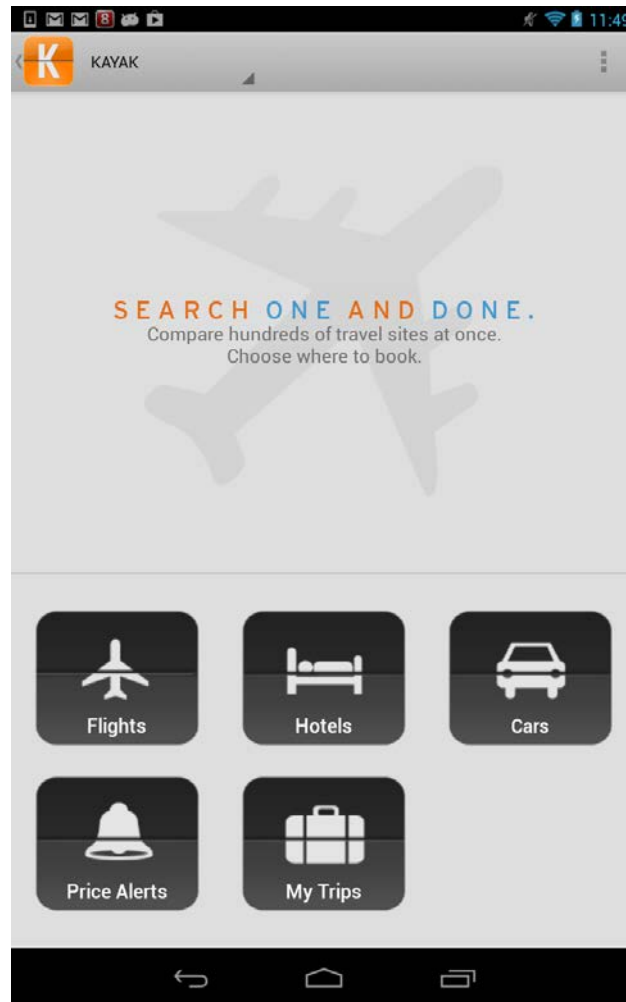 8
11:49
K
KAYAK
SEARCH ONE AND DONE.
Compare hundreds of travel sites at once.
Choose where to book.
Flights
Hotels
Cars
Price Alerts
My Trips